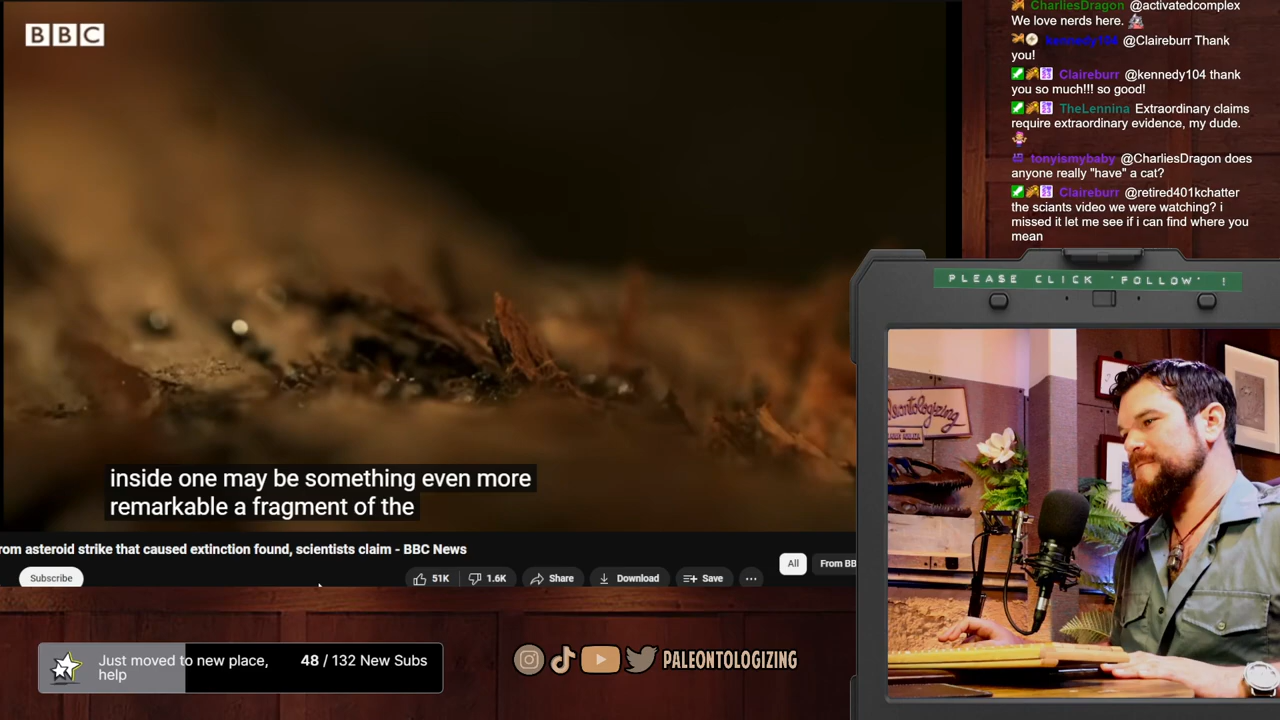 BBC
inside one may be something even more
remarkable a fragment of the
rom asteroid strike that caused extinction found, scientists claim - BBC News
Subscribe
51K
1.6K
Share
Download
Save
All
From BB
Just moved to new place,
help
48 / 132 New Subs
PALEONTOLOGIZING
CharliesDragon @activatedcomplex
We love nerds here.
kennedy104 @Claireburr Thank
you!
Claireburr @kennedy104 thank
you so much!!! so good!
TheLennina Extraordinary claims
require extraordinary evidence, my dude.
tonyismybaby @CharliesDragon does
anyone really "have" a cat?
Claireburr @retired401kchatter
the sciants video we were watching? i
missed it let me see if i can find where you
mean
PLEASE CLICK 'FOLLOW' !